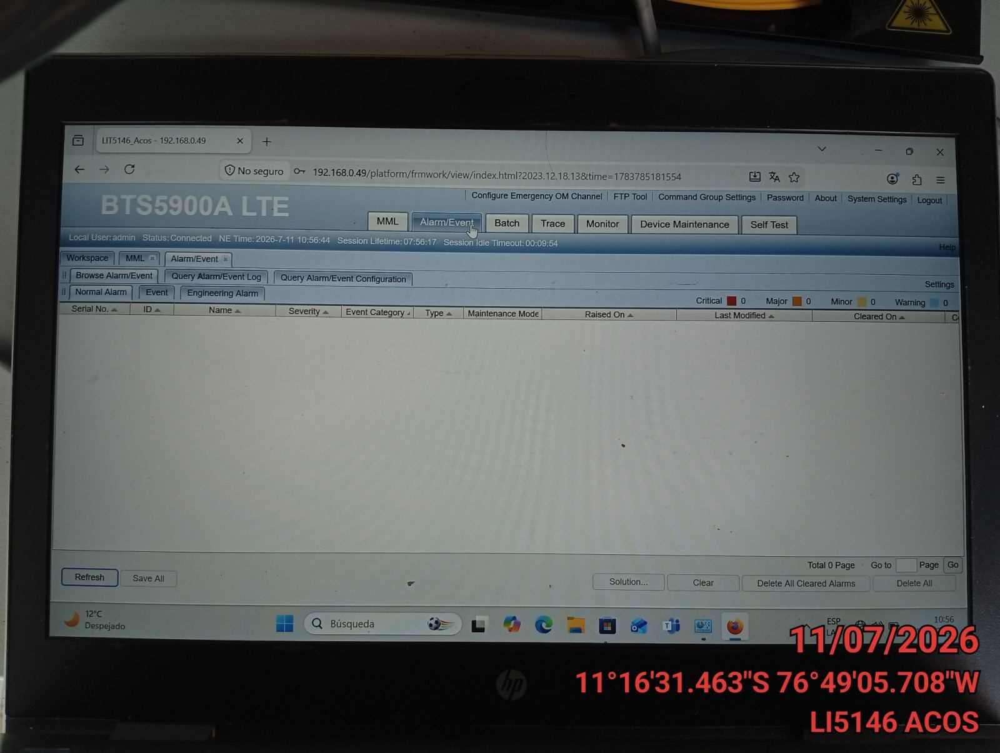 LIT5146_Acos - 192.168.0.49
No seguro 192.168.0.49/platform/frmwork/view/index.html?2023.12.18.13&time=1783785181554
Configure Emergency OM Channel FTP Tool Command Group Settings Password About System Settings Logout
BTS5900A LTE
MML Alarm/Event Batch Trace Monitor Device Maintenance Self Test
Local User: admin Status: Connected NE Time: 2026-7-11 10:56:44 Session Lifetime: 07:56:17 Session Idle Timeout: 00:09:54
Help
Workspace MML Alarm/Event
Browse Alarm/Event Query Alarm/Event Log Query Alarm/Event Configuration
Settings
Normal Alarm Event Engineering Alarm
Critical 0 Major 0 Minor 0 Warning 0
Serial No. ID Name Severity Event Category Type Maintenance Mode Raised On Last Modified Cleared On
Total 0 Page Go to Page Go
Refresh Save All Solution... Clear Delete All Cleared Alarms Delete All
12°C
Despejado
Búsqueda
ESP
10:56
hp
11/07/2026
11°16'31.463"S 76°49'05.708"W
LI5146 ACOS